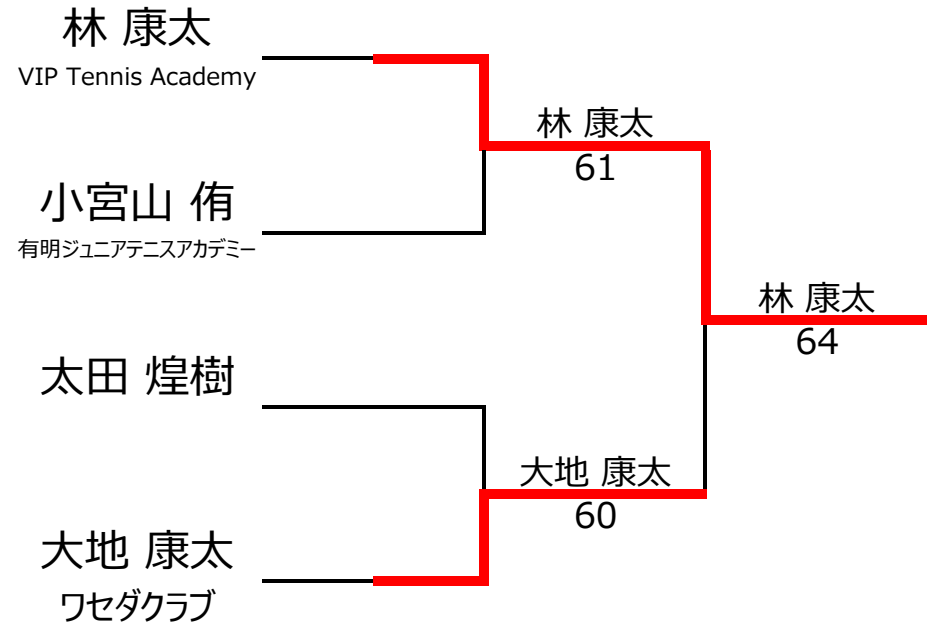 林 康太
VIP Tennis Academy
林 康太
61
小宮山 侑
有明ジュニアテニスアカデミー
林 康太
64
太田 煌樹
大地 康太
60
大地 康太
ワセダクラブ